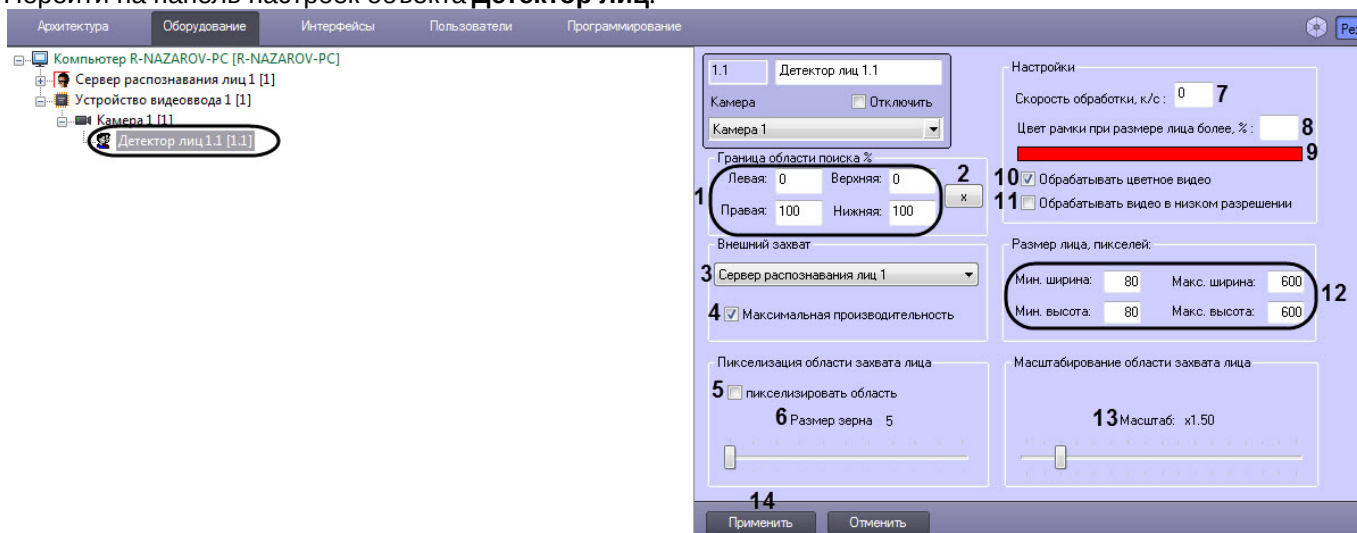 Перейти на панель настроек объекта Детектор лиц.
Архитектура Оборудование Интерфейсы Пользователи Программирование
Компьютер R-NAZAROV-PC [R-NAZAROV-PC]
Сервер распознавания лиц 1 [1]
Устройство видеоввода 1 [1]
Камера 1 [1]
Детектор лиц 1.1 [1.1]
1.1 Детектор лиц 1.1
Камера Отключить
Камера 1
Граница области поиска %
1 Левая: 0 Верхняя: 0 2
Правая: 100 Нижняя: 100 x
Внешний захват
3 Сервер распознавания лиц 1
4 Максимальная производительность
Пикселизация области захвата лица
5 пикселизировать область
6 Размер зерна 5
Настройки
Скорость обработки, к/с : 0 7
Цвет рамки при размере лица более, % : 8
9
10 Обрабатывать цветное видео
11 Обрабатывать видео в низком разрешении
Размер лица, пикселей:
Мин. ширина: 80 Макс. ширина: 600 12
Мин. высота: 80 Макс. высота: 600
Масштабирование области захвата лица
13 Масштаб: x1.50
14
Применить Отменить